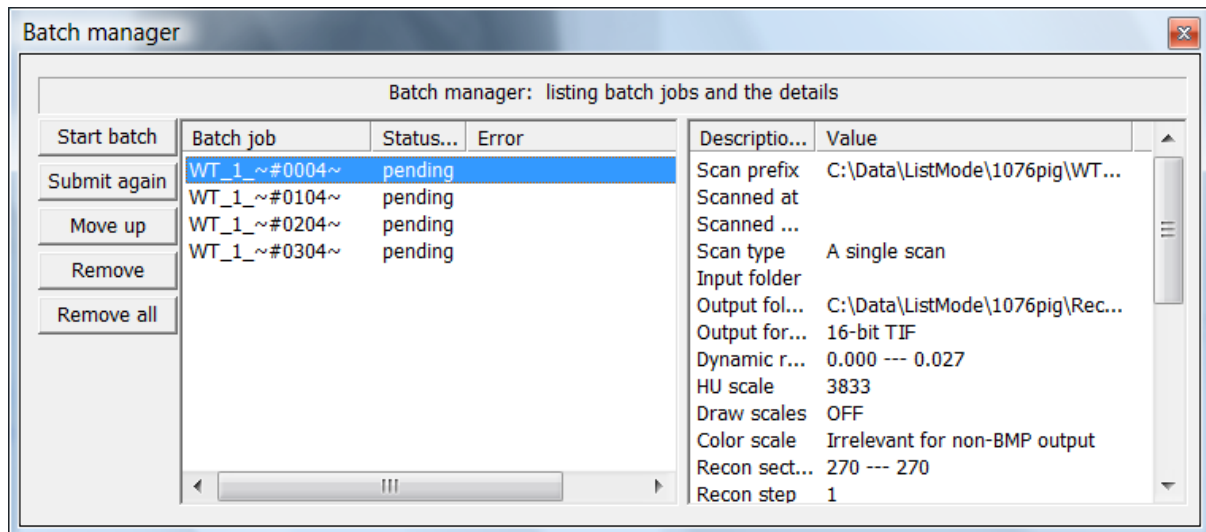 Batch manager
Batch manager: listing batch jobs and the details
Start batch
Submit again
Move up
Remove
Remove all
Batch job Status... Error
WT_1_~#0004~ pending
WT_1_~#0104~ pending
WT_1_~#0204~ pending
WT_1_~#0304~ pending
Descriptio... Value
Scan prefix C:\Data\ListMode\1076pig\WT...
Scanned at
Scanned ...
Scan type A single scan
Input folder
Output fol... C:\Data\ListMode\1076pig\Rec...
Output for... 16-bit TIF
Dynamic r... 0.000 --- 0.027
HU scale 3833
Draw scales OFF
Color scale Irrelevant for non-BMP output
Recon sect... 270 --- 270
Recon step 1